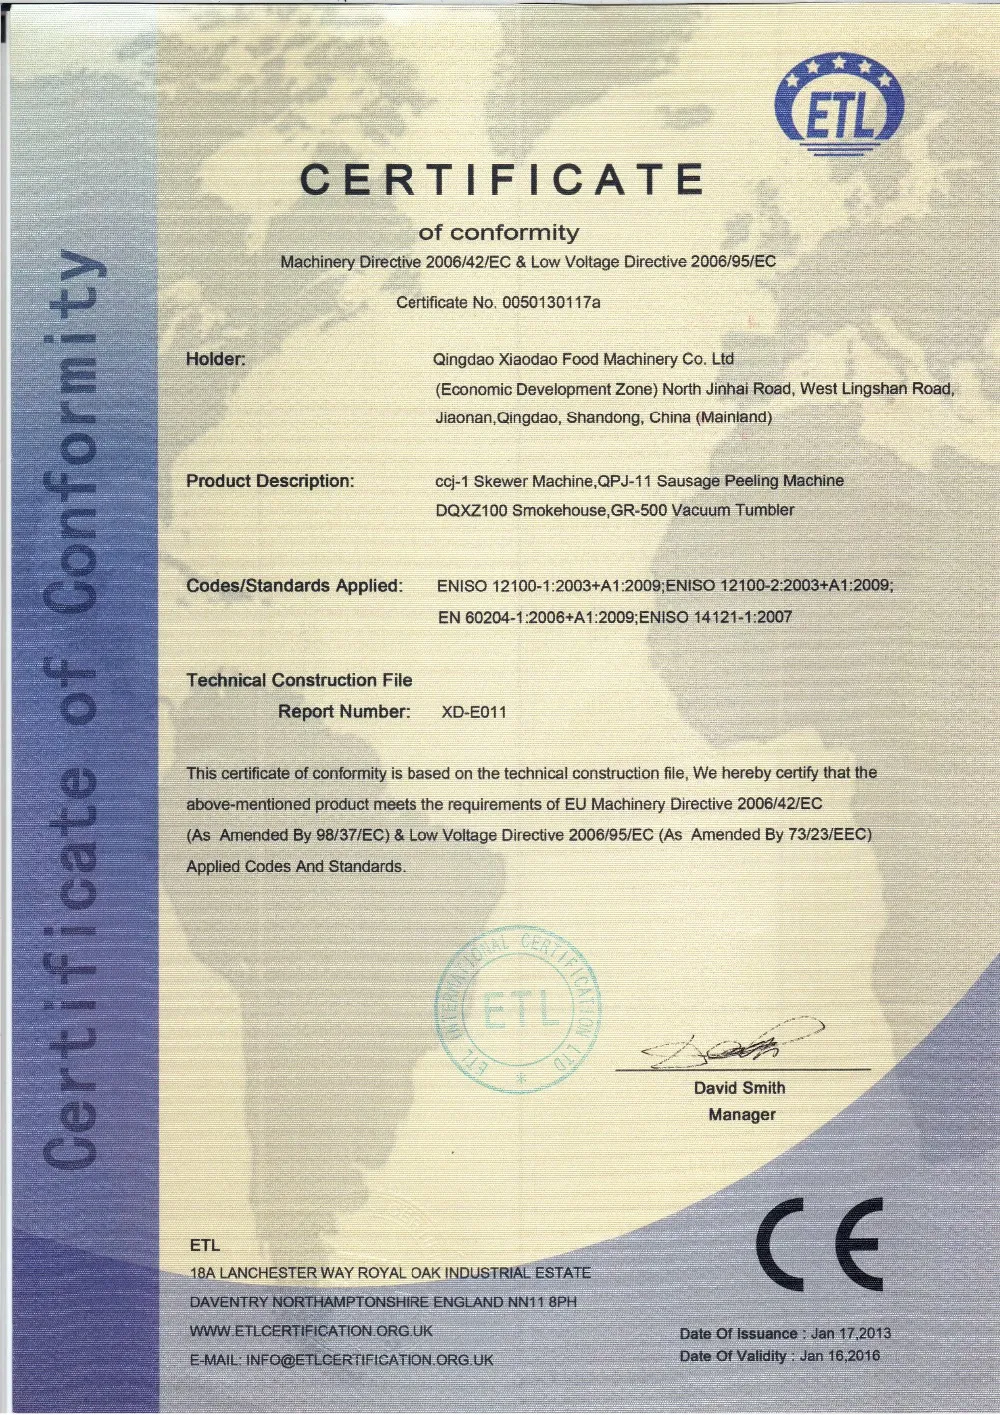 Certificate of Conformity
ETL
CERTIFICATE
of conformity
Machinery Directive 2006/42/EC & Low Voltage Directive 2006/95/EC
Certificate No. 0050130117a
Holder: Qingdao Xiaodao Food Machinery Co. Ltd
(Economic Development Zone) North Jinhai Road, West Lingshan Road,
Jiaonan,Qingdao, Shandong, China (Mainland)
Product Description: ccj-1 Skewer Machine,QPJ-11 Sausage Peeling Machine
DQXZ100 Smokehouse,GR-500 Vacuum Tumbler
Codes/Standards Applied: ENISO 12100-1:2003+A1:2009;ENISO 12100-2:2003+A1:2009;
EN 60204-1:2006+A1:2009;ENISO 14121-1:2007
Technical Construction File
Report Number: XD-E011
This certificate of conformity is based on the technical construction file, We hereby certify that the
above-mentioned product meets the requirements of EU Machinery Directive 2006/42/EC
(As Amended By 98/37/EC) & Low Voltage Directive 2006/95/EC (As Amended By 73/23/EEC)
Applied Codes And Standards.
ETL INTERNATIONAL CERTIFICATION LTD
ETL
*
David Smith
Manager
CE
ETL
18A LANCHESTER WAY ROYAL OAK INDUSTRIAL ESTATE
DAVENTRY NORTHAMPTONSHIRE ENGLAND NN11 8PH
WWW.ETLCERTIFICATION.ORG.UK
E-MAIL: INFO@ETLCERTIFICATION.ORG.UK
Date Of Issuance : Jan 17,2013
Date Of Validity : Jan 16,2016